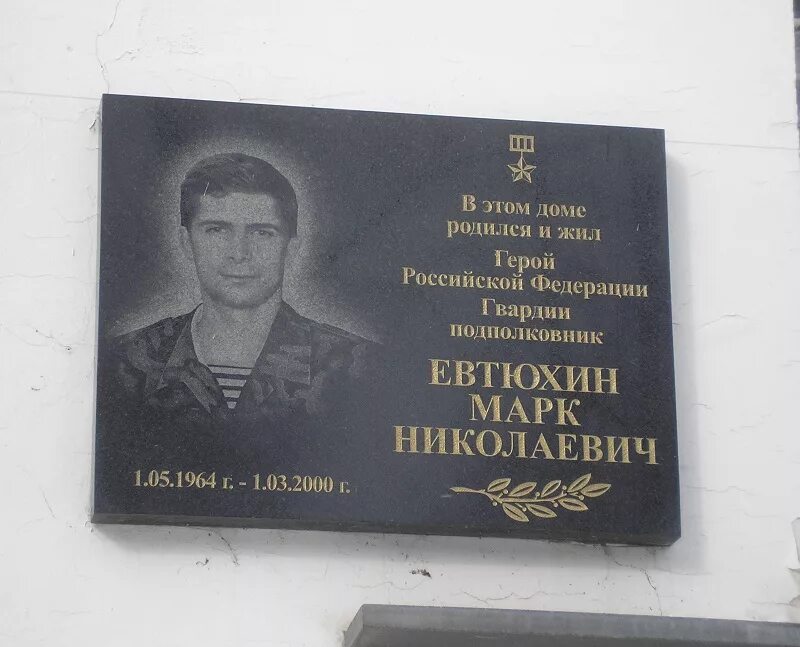 В этом доме
родился и жил
Герой
Российской Федерации
Гвардии
подполковник
ЕВТЮХИН
МАРК
НИКОЛАЕВИЧ
1.05.1964 г. - 1.03.2000 г.